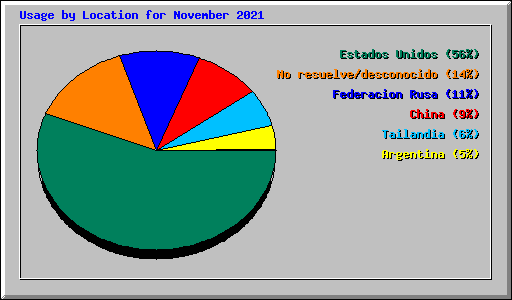 Usage by Location for November 2021
Estados Unidos (56%)
No resuelve/desconocido (14%)
Federacion Rusa (11%)
China (9%)
Tailandia (6%)
Argentina (5%)